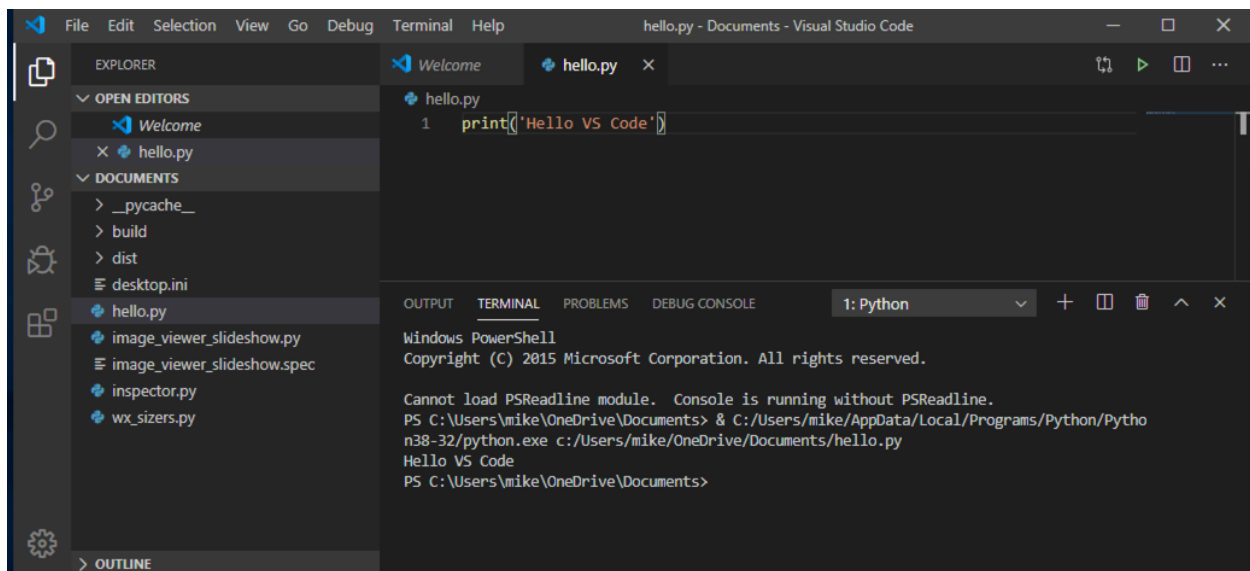 File Edit Selection View Go Debug Terminal Help hello.py - Documents - Visual Studio Code
EXPLORER
OPEN EDITORS
Welcome
hello.py
DOCUMENTS
__pycache__
build
dist
desktop.ini
hello.py
image_viewer_slideshow.py
image_viewer_slideshow.spec
inspector.py
wx_sizers.py
OUTLINE
Welcome hello.py
hello.py
1 print('Hello VS Code')
OUTPUT TERMINAL PROBLEMS DEBUG CONSOLE 1: Python
Windows PowerShell
Copyright (C) 2015 Microsoft Corporation. All rights reserved.
Cannot load PSReadline module.  Console is running without PSReadline.
PS C:\Users\mike\OneDrive\Documents> & C:/Users/mike/AppData/Local/Programs/Python/Pytho
n38-32/python.exe c:/Users/mike/OneDrive/Documents/hello.py
Hello VS Code
PS C:\Users\mike\OneDrive\Documents>